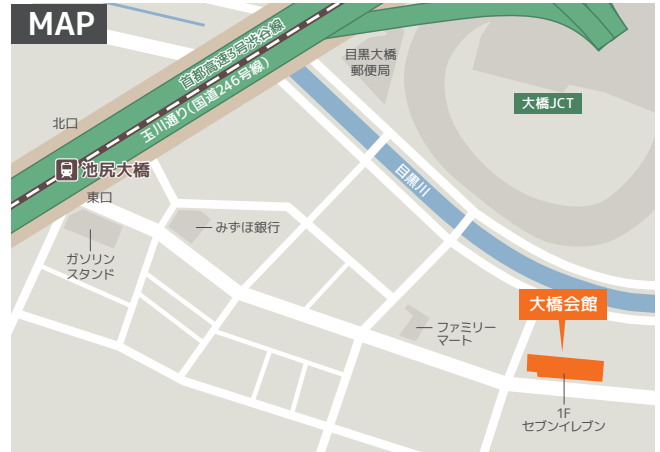 MAP
首都高速3号渋谷線
玉川通り(国道246号線)
目黒大橋
郵便局
大橋JCT
北口
池尻大橋
東口
目黒川
みずほ銀行
ガソリン
スタンド
大橋会館
ファミリー
マート
1F
セブンイレブン